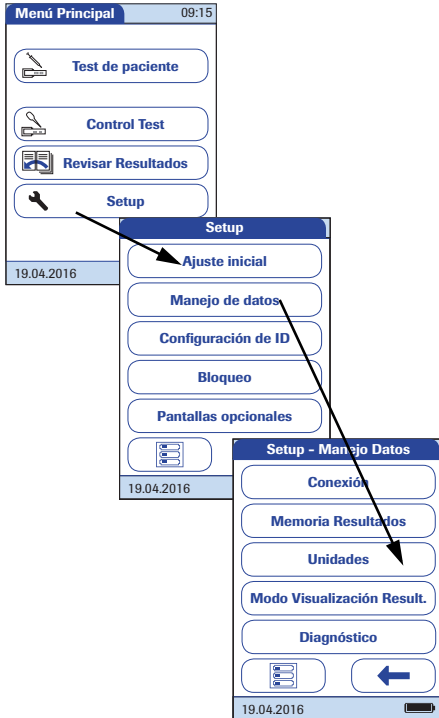 Menú Principal 09:15
Test de paciente
Control Test
Revisar Resultados
Setup
19.04.2016
Setup
Ajuste inicial
Manejo de datos
Configuración de ID
Bloqueo
Pantallas opcionales
19.04.2016
Setup - Manejo Datos
Conexión
Memoria Resultados
Unidades
Modo Visualización Result.
Diagnóstico
19.04.2016